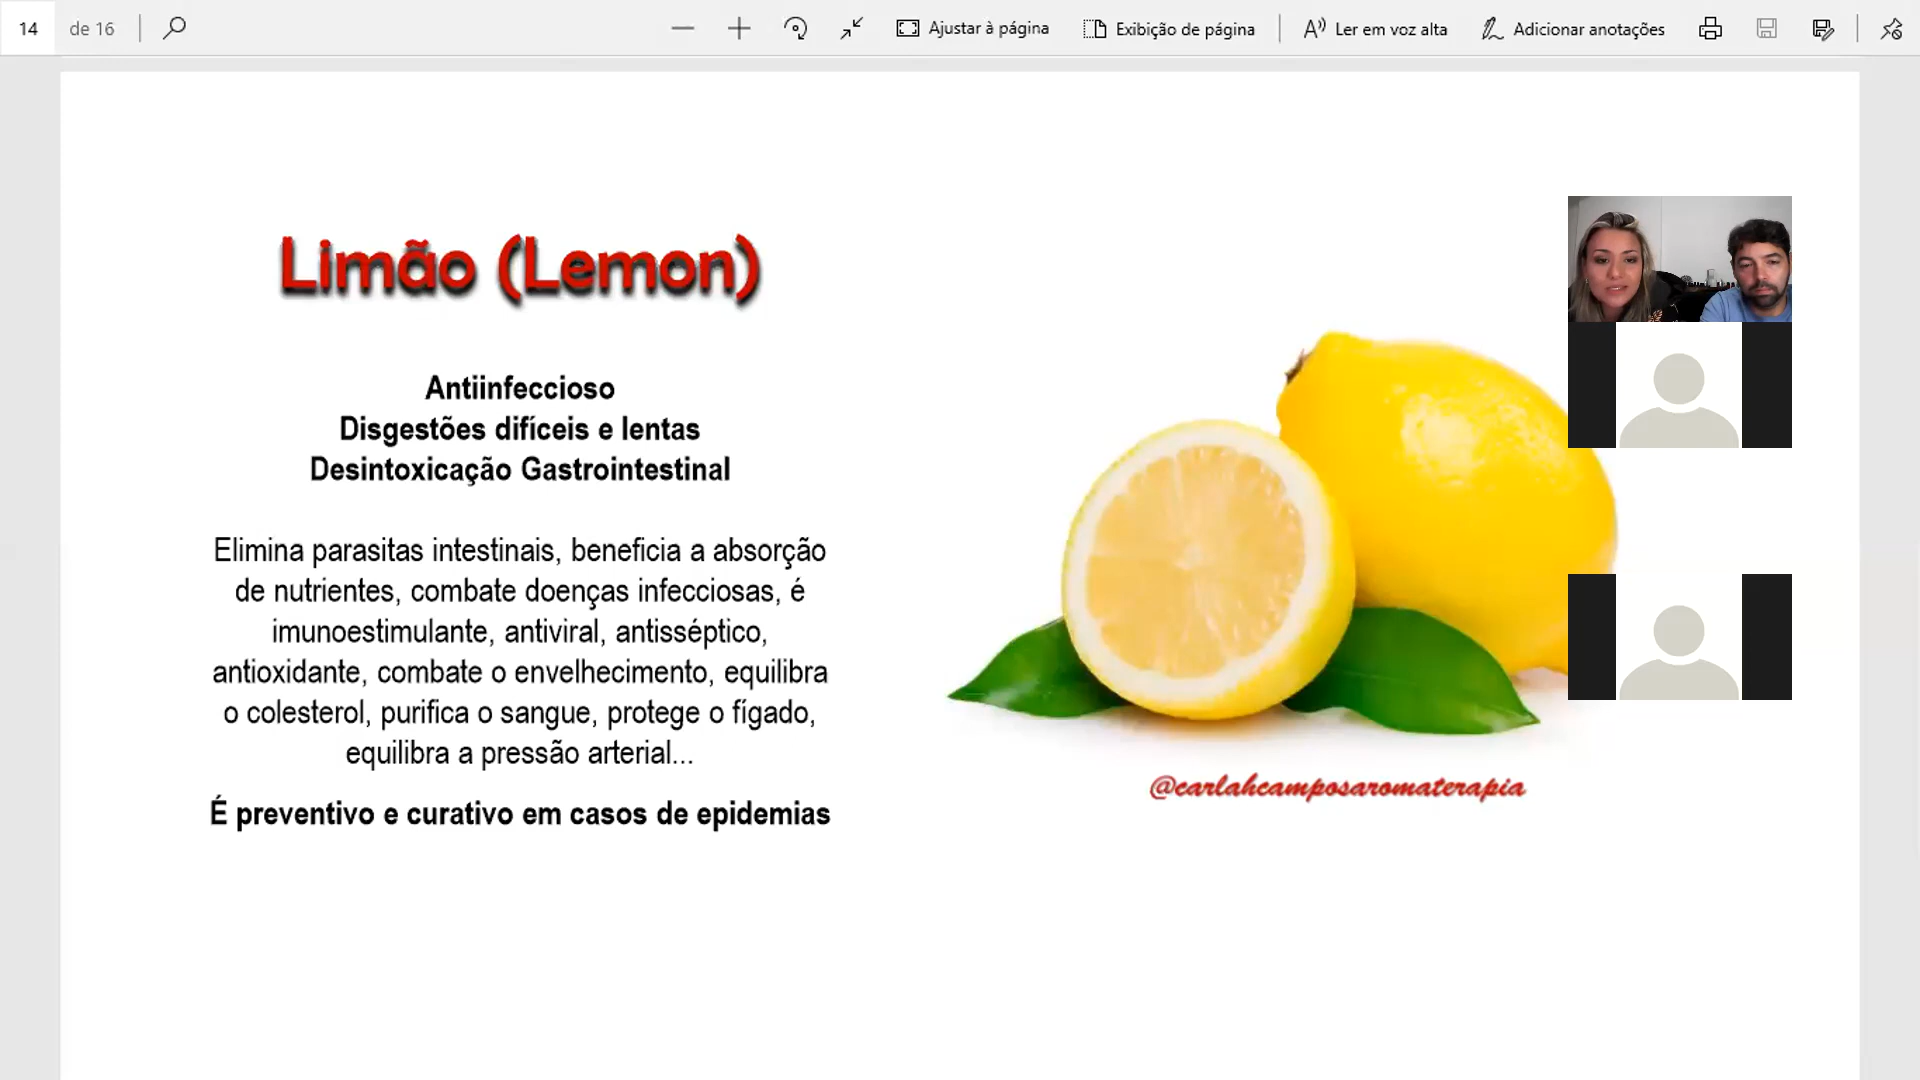 14 de 16
Ajustar à página
Exibição de página
Ler em voz alta
Adicionar anotações
Limão (Lemon)
Antiinfeccioso
Disgestões difíceis e lentas
Desintoxicação Gastrointestinal
Elimina parasitas intestinais, beneficia a absorção
de nutrientes, combate doenças infecciosas, é
imunoestimulante, antiviral, antisséptico,
antioxidante, combate o envelhecimento, equilibra
o colesterol, purifica o sangue, protege o fígado,
equilibra a pressão arterial...
É preventivo e curativo em casos de epidemias
@carlahcamposaromaterapia